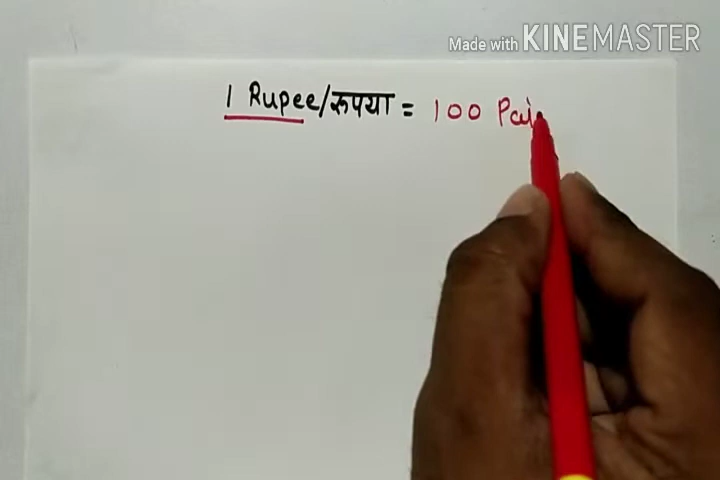 Made with KINEMASTER
1 Rupee/रूपया = 100 Pai